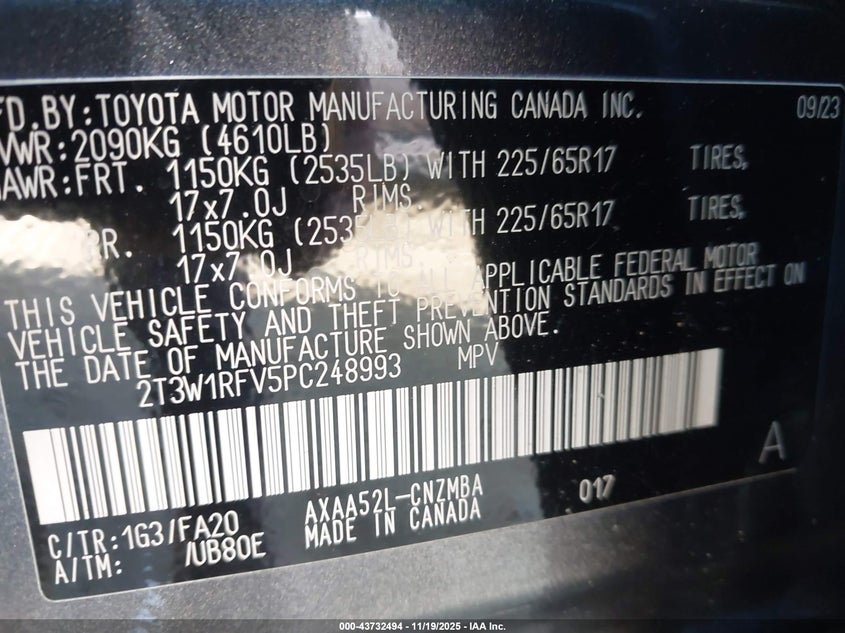 FD.BY:TOYOTA MOTOR MANUFACTURING CANADA INC. 09/23
VWR:2090KG (4610LB)
AWR:FRT. 1150KG (2535LB) WITH 225/65R17 TIRES,
17x7.0J RIMS.
RR. 1150KG (2535LB) WITH 225/65R17 TIRES,
17x7.0J RIMS.
THIS VEHICLE CONFORMS TO ALL APPLICABLE FEDERAL MOTOR
VEHICLE SAFETY AND THEFT PREVENTION STANDARDS IN EFFECT ON
THE DATE OF MANUFACTURE SHOWN ABOVE.
2T3W1RFV5PC248993 MPV
A
C/TR:1G3/FA20 AXAA52L-CNZMBA 017
A/TM: /UB80E MADE IN CANADA
000-43732494 - 11/19/2025 - IAA Inc.